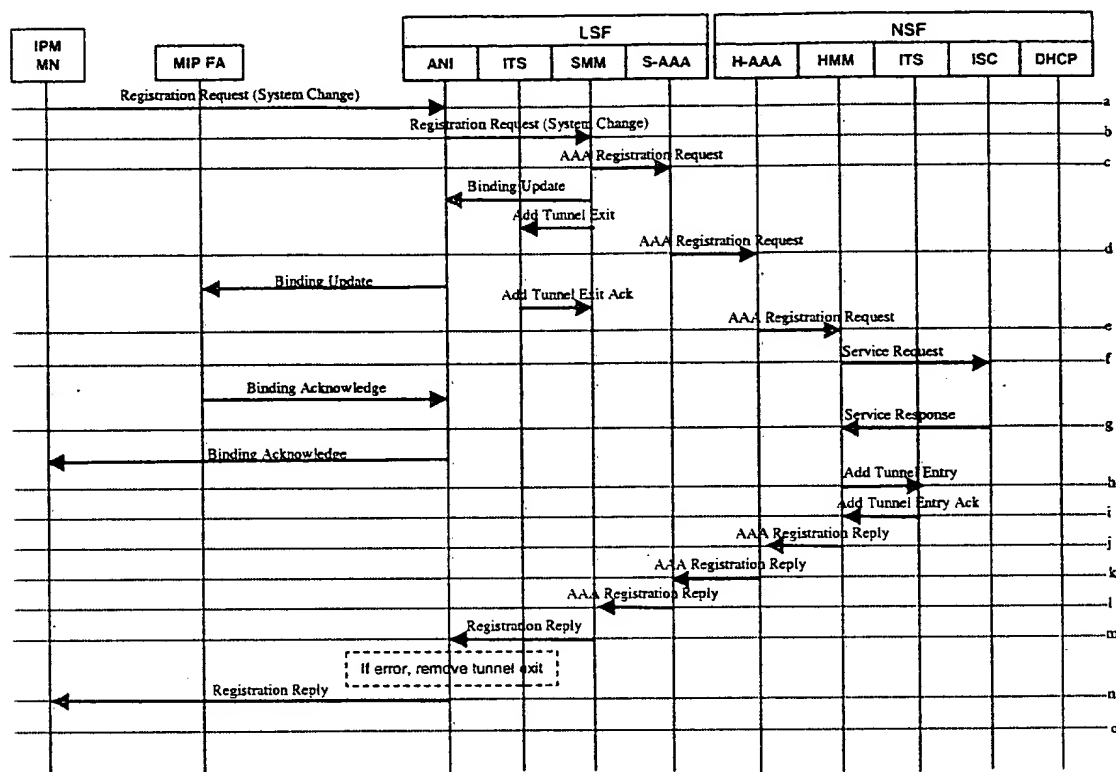 LSF
NSF
IPM
MN
MIP FA
ANI
ITS
SMM
S-AAA
H-AAA
HMM
ITS
ISC
DHCP
Registration Request (System Change)
a
Registration Request (System Change)
b
AAA Registration Request
c
Binding Update
Add Tunnel Exit
AAA Registration Request
d
Binding Update
Add Tunnel Exit Ack
AAA Registration Request
e
Service Request
f
Binding Acknowledge
Service Response
g
Binding Acknowledge
Add Tunnel Entry
h
Add Tunnel Entry Ack
i
AAA Registration Reply
j
AAA Registration Reply
k
AAA Registration Reply
l
Registration Reply
m
If error, remove tunnel exit
Registration Reply
n
o